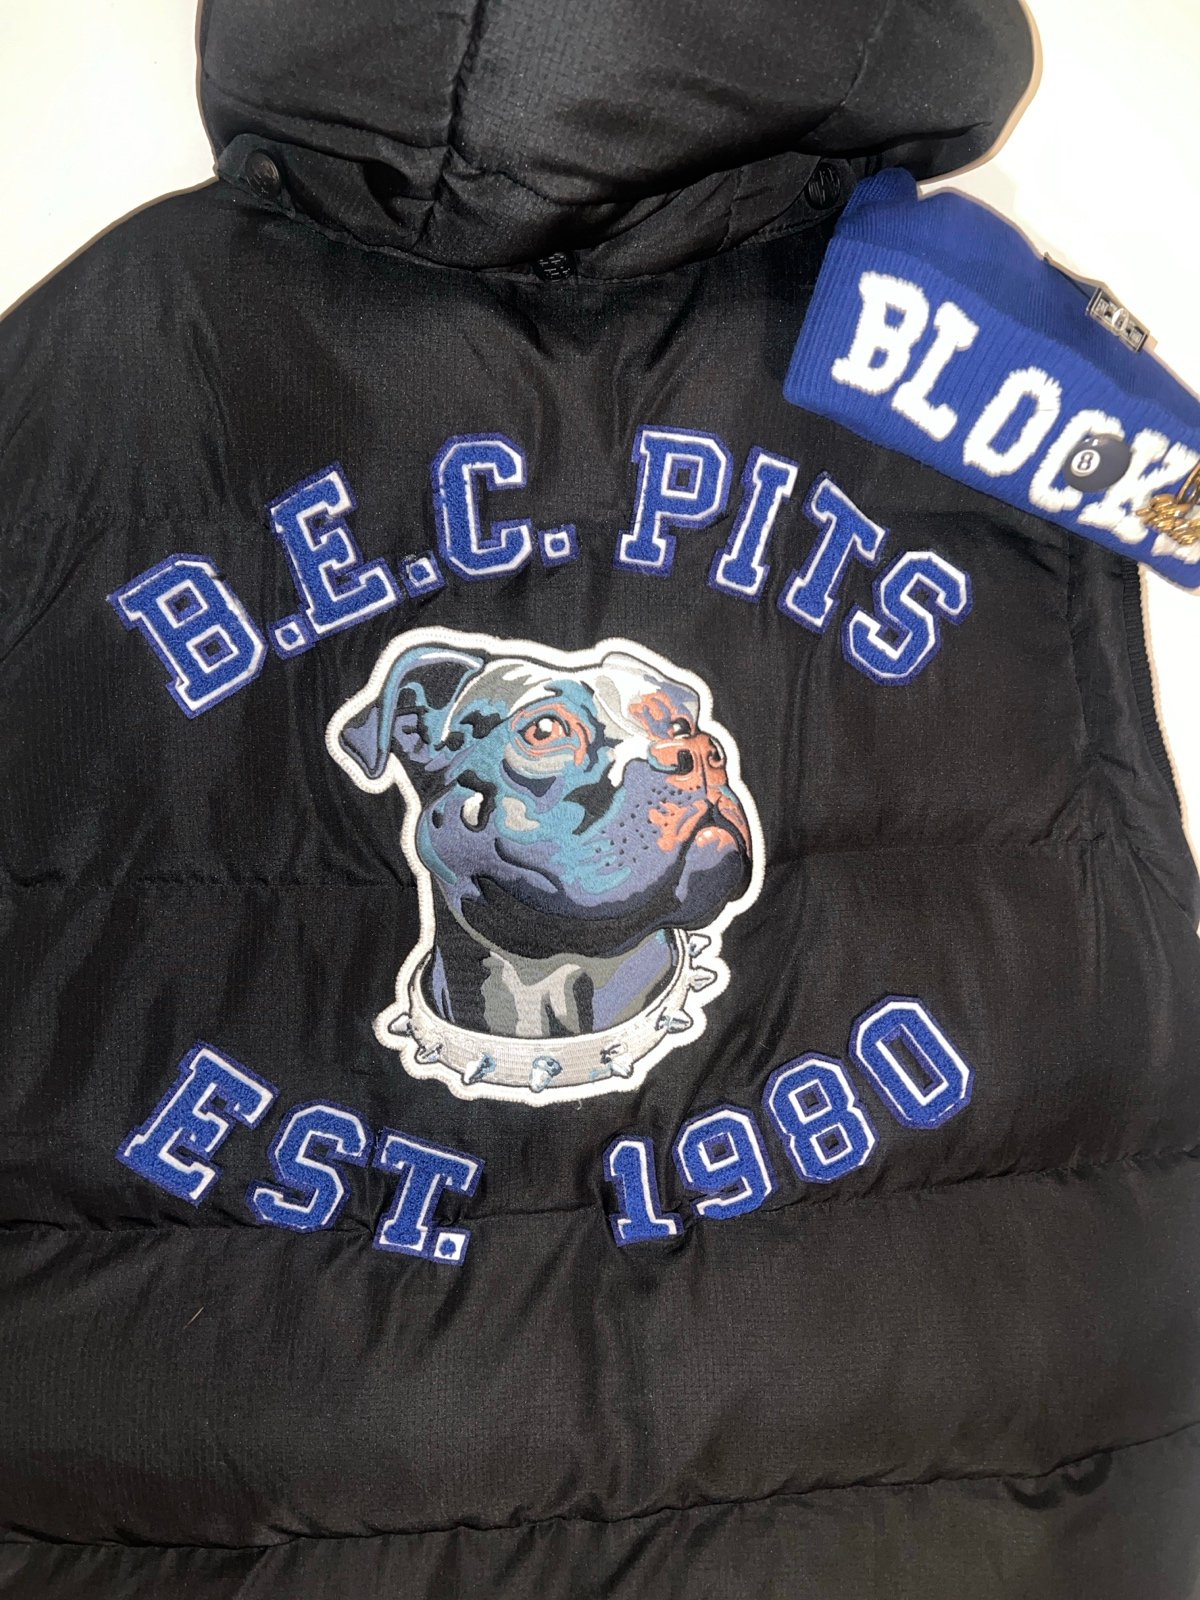 B.E.C. PITS
BLOCK
8
EST. 1980